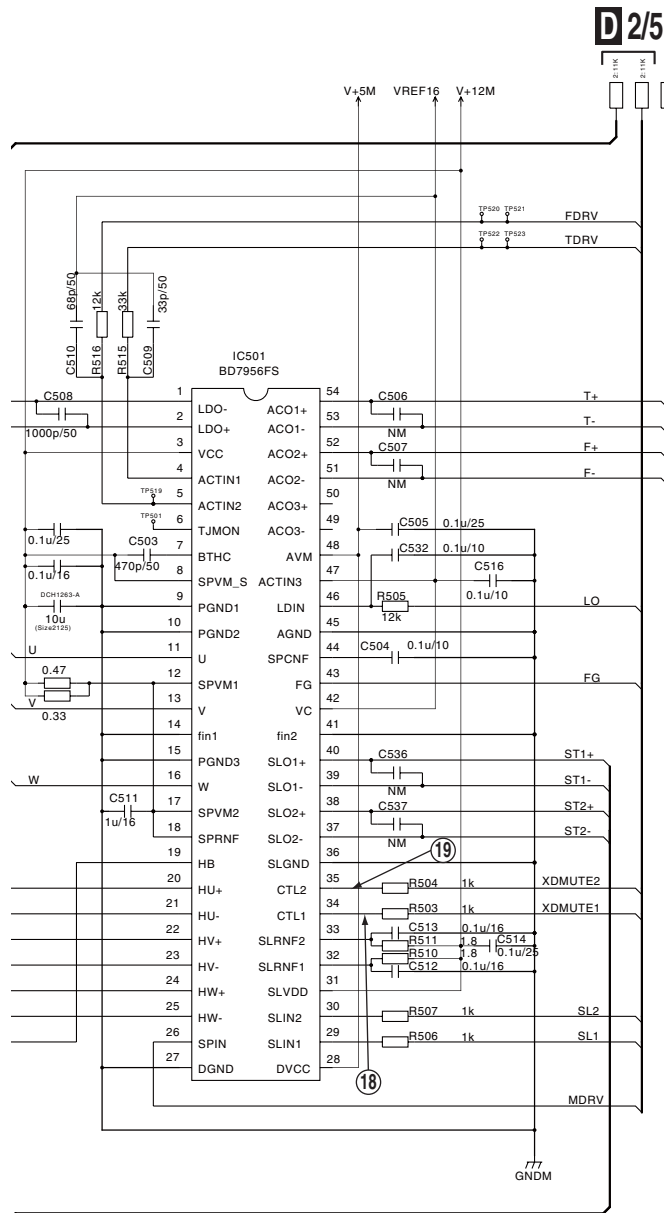 D 2/5
2:11K
2:11K
V+5M
VREF16
V+12M
TP520
TP521
FDRV
TP522
TP523
TDRV
68p/50
12k
33k
33p/50
C510
R516
R515
C509
IC501
BD7956FS
C508
1000p/50
1 LDO-
2 LDO+
3 VCC
4 ACTIN1
TP519
5 ACTIN2
TP501
6 TJMON
7 BTHC
8 SPVM_S
9 PGND1
10 PGND2
11 U
12 SPVM1
13 V
14 fin1
15 PGND3
16 W
17 SPVM2
18 SPRNF
19 HB
20 HU+
21 HU-
22 HV+
23 HV-
24 HW+
25 HW-
26 SPIN
27 DGND
54 ACO1+
53 ACO1-
52 ACO2+
51 ACO2-
50 ACO3+
49 ACO3-
48 AVM
47 ACTIN3
46 LDIN
45 AGND
44 SPCNF
43 FG
42 VC
41 fin2
40 SLO1+
39 SLO1-
38 SLO2+
37 SLO2-
36 SLGND
35 CTL2
34 CTL1
33 SLRNF2
32 SLRNF1
31 SLVDD
30 SLIN2
29 SLIN1
28 DVCC
0.1u/25
C503
470p/50
0.1u/16
DCH1263-A
10u
(Size2125)
U
0.47
V
0.33
W
C511
1u/16
C506
NM
T+
T-
C507
NM
F+
F-
C505 0.1u/25
C532 0.1u/10
C516
0.1u/10
R505
12k
LO
C504 0.1u/10
FG
C536
NM
ST1+
ST1-
C537
NM
ST2+
ST2-
19
R504 1k XDMUTE2
R503 1k XDMUTE1
C513 0.1u/16
R511 1.8
C514
0.1u/25
R510 1.8
C512 0.1u/16
R507 1k SL2
R506 1k SL1
18
MDRV
GNDM